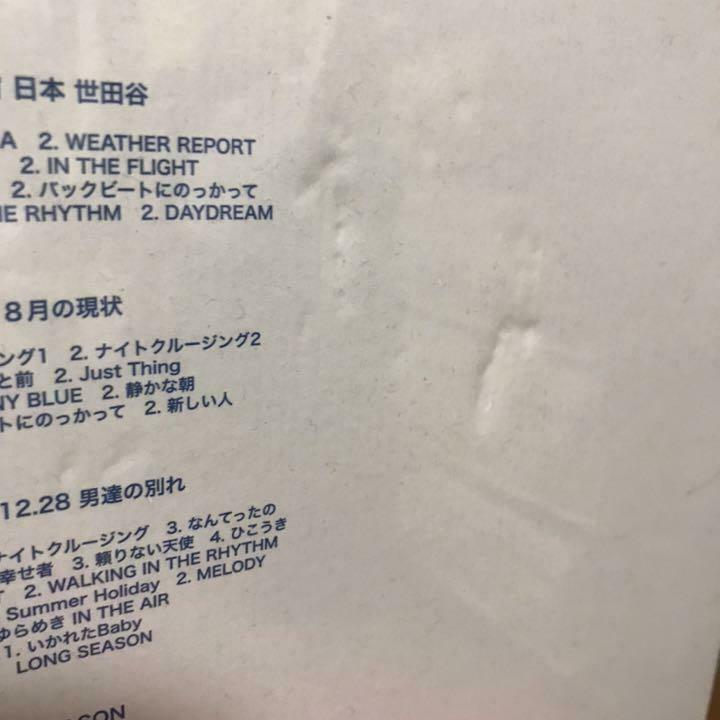 日本 世田谷
A 2. WEATHER REPORT
2. IN THE FLIGHT
2. バックビートにのっかって
E RHYTHM 2. DAYDREAM
8月の現状
ング1 2. ナイトクルージング2
と前 2. Just Thing
NY BLUE 2. 静かな朝
トにのっかって 2. 新しい人
12.28 男達の別れ
ナイトクルージング 3. なんてったの
幸せ者 3. 頼りない天使 4. ひこうき
2. WALKING IN THE RHYTHM
Summer Holiday 2. MELODY
ゆらめき IN THE AIR
1. いかれたBaby
LONG SEASON
SEASON